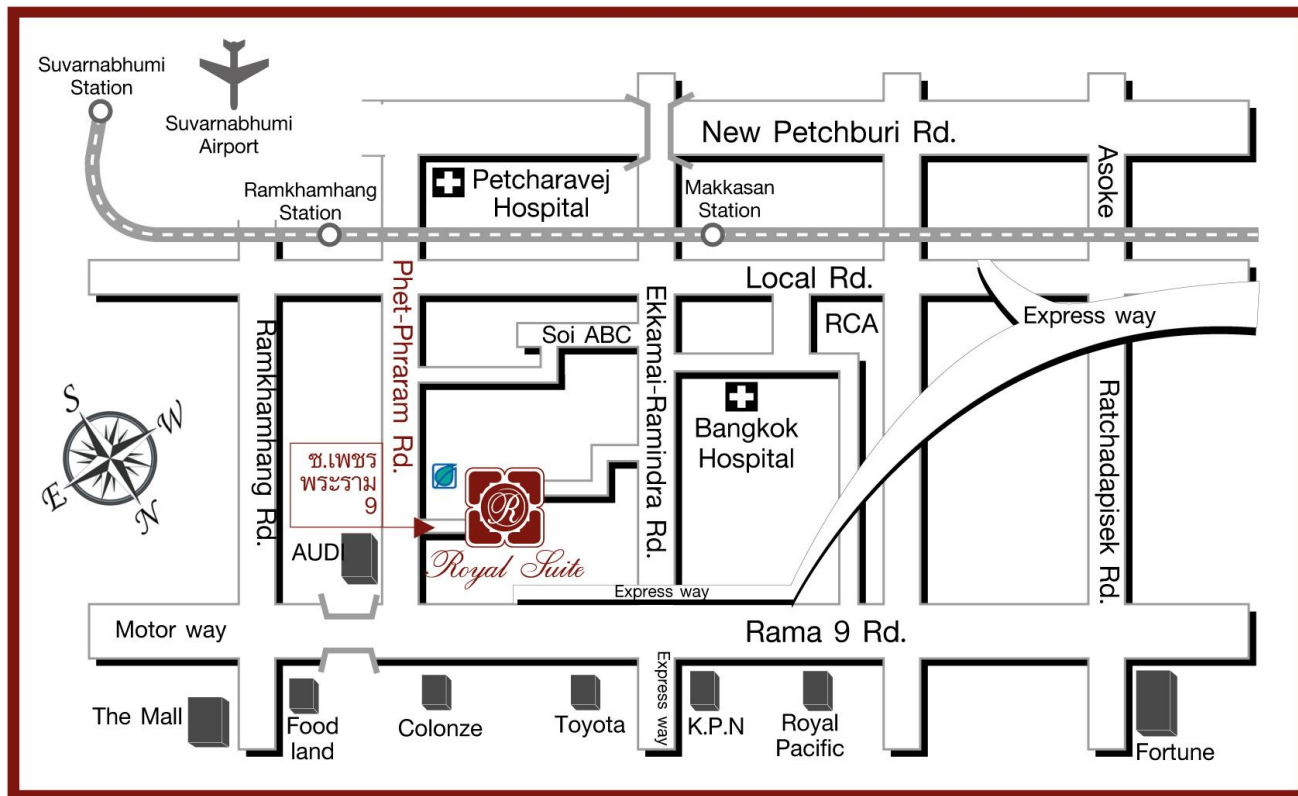 Suvarnabhumi
Station
Suvarnabhumi
Airport
New Petchburi Rd.
Asoke
Ramkhamhang
Station
Petcharavej
Hospital
Makkasan
Station
Phet-Phraram Rd.
Local Rd.
Ekkamai-Ramindra Rd.
RCA
Express way
Soi ABC
Ramkhamhang Rd.
Ratchadapisek Rd.
S
W
E
N
Bangkok
Hospital
ซ.เพชร
พระราม
9
R
Royal Suite
AUDI
Express way
Motor way
Rama 9 Rd.
Express way
The Mall
Food
land
Colonze
Toyota
K.P.N
Royal
Pacific
Fortune